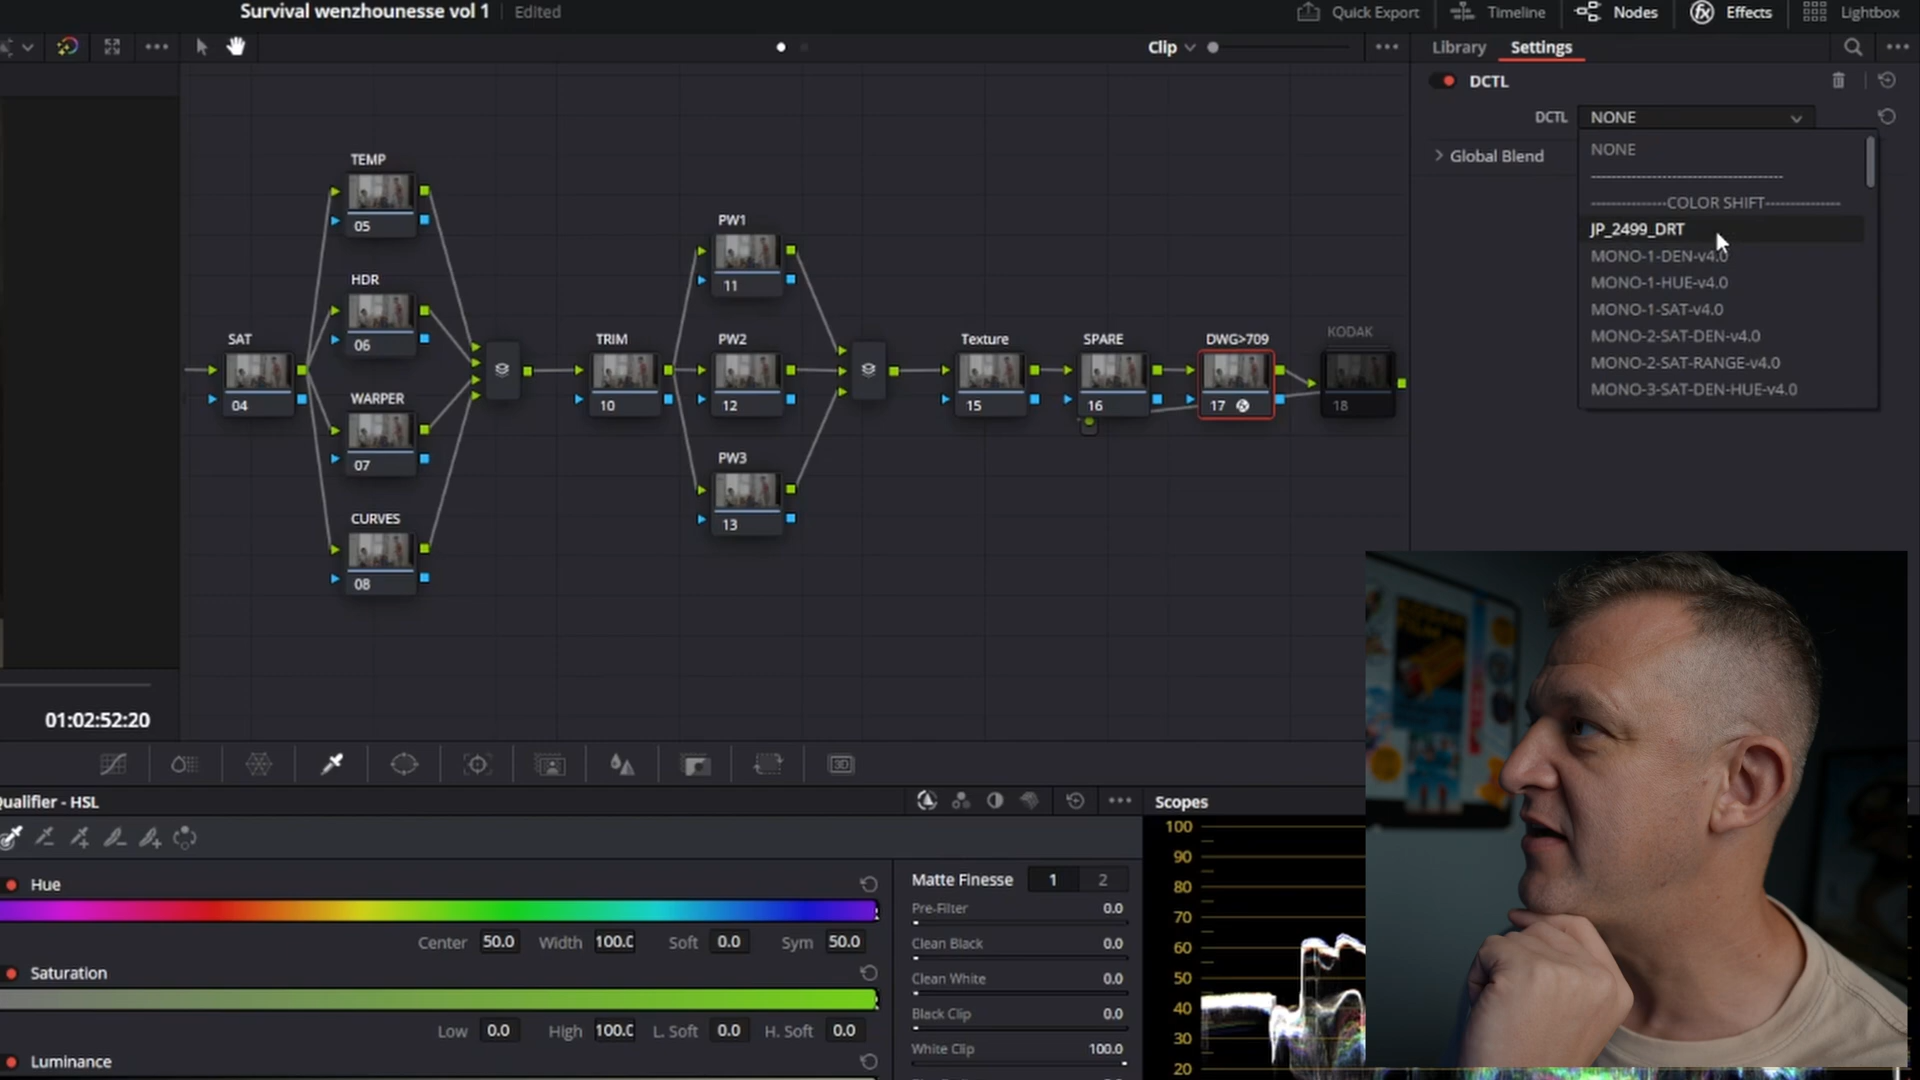 Survival wenzhounesse vol 1
Edited
Quick Export
Timeline
Nodes
Effects
Lightbox
Clip
Library
Settings
DCTL
DCTL
NONE
Global Blend
NONE
--------------COLOR SHIFT--------------
JP_2499_DRT
MONO-1-DEN-v4.0
MONO-1-HUE-v4.0
MONO-1-SAT-v4.0
MONO-2-SAT-DEN-v4.0
MONO-2-SAT-RANGE-v4.0
MONO-3-SAT-DEN-HUE-v4.0
TEMP
05
HDR
06
SAT
04
WARPER
07
CURVES
08
TRIM
10
PW1
11
PW2
12
PW3
13
Texture
15
SPARE
16
DWG>709
17
KODAK
18
01:02:52:20
Qualifier - HSL
Hue
Center 50.0 Width 100.0 Soft 0.0 Sym 50.0
Saturation
Low 0.0 High 100.0 L. Soft 0.0 H. Soft 0.0
Luminance
Matte Finesse 1 2
Pre-Filter 0.0
Clean Black 0.0
Clean White 0.0
Black Clip 0.0
White Clip 100.0
Scopes
100
90
80
70
60
50
40
30
20